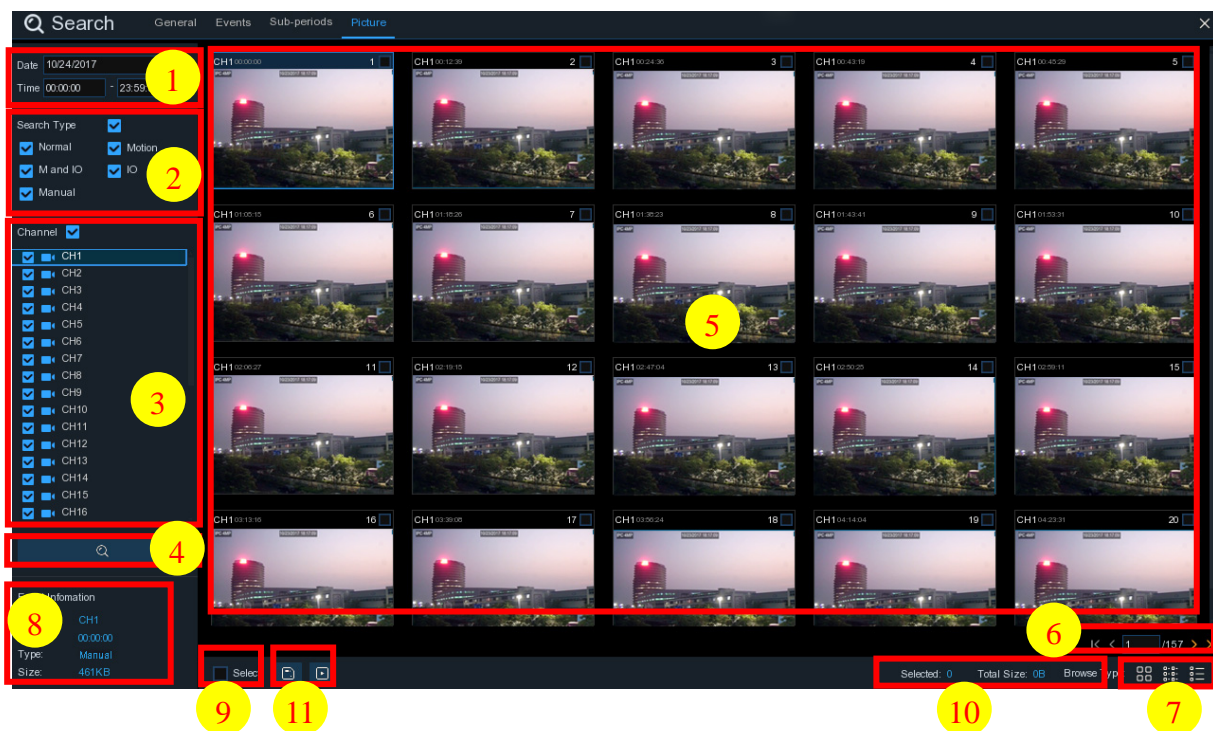 Search General Events Sub-periods Picture
Date 10/24/2017
Time 00:00:00 - 23:59:
1
Search Type
Normal Motion
M and IO IO
Manual
2
Channel
CH1
CH2
CH3
CH4
CH5
CH6
CH7
CH8
CH9
CH10
CH11
CH12
CH13
CH14
CH15
CH16
3
4
CH1 00:00:00 1
CH1 00:12:39 2
CH1 00:24:36 3
CH1 00:43:19 4
CH1 00:45:29 5
CH1 01:05:15 6
CH1 01:18:26 7
CH1 01:38:23 8
CH1 01:43:41 9
CH1 01:53:31 10
5
CH1 02:06:27 11
CH1 02:19:15 12
CH1 02:47:04 13
CH1 02:50:25 14
CH1 02:59:11 15
CH1 03:13:16 16
CH1 03:39:08 17
CH1 03:56:24 18
CH1 04:14:04 19
CH1 04:23:31 20
6
1 /157
Infomation
8
CH1
00:00:00
Type: Manual
Size: 461KB
Selec
Selected: 0 Total Size: 0B Browse Typ
9
11
10
7